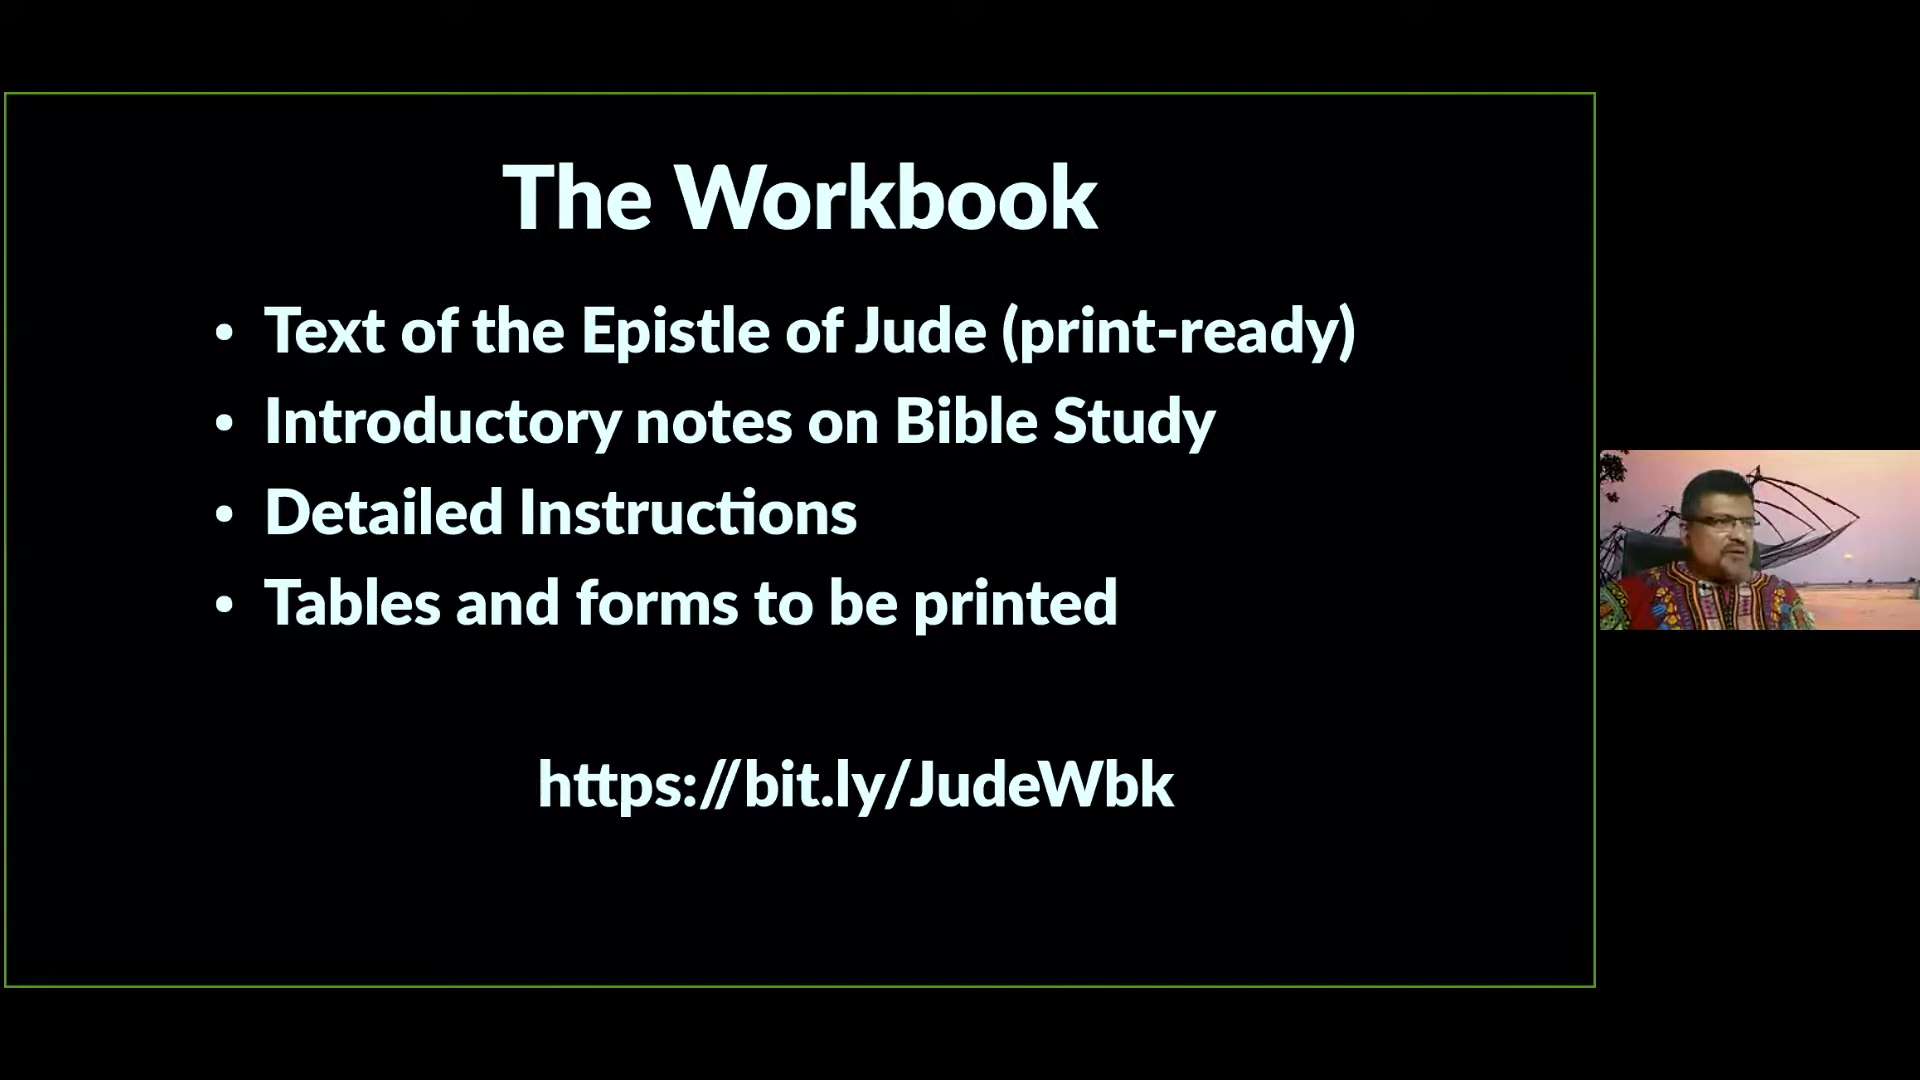 The Workbook
• Text of the Epistle of Jude (print-ready)
• Introductory notes on Bible Study
• Detailed Instructions
• Tables and forms to be printed
https://bit.ly/JudeWbk